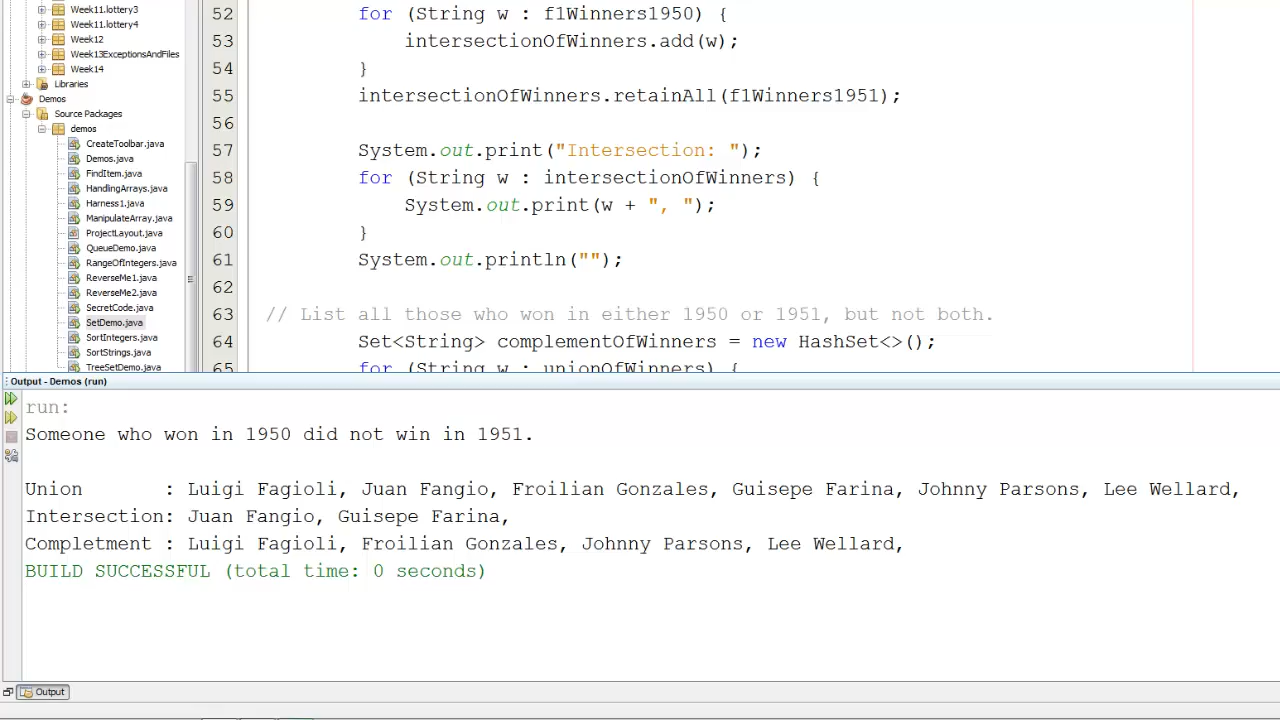 Week11.lottery3
Week11.lottery4
Week12
Week13ExceptionsAndFiles
Week14
Libraries
Demos
Source Packages
demos
CreateToolbar.java
Demos.java
FindItem.java
HandlingArrays.java
Harness1.java
ManipulateArray.java
ProjectLayout.java
QueueDemo.java
RangeOfIntegers.java
ReverseMe1.java
ReverseMe2.java
SecretCode.java
SetDemo.java
SortIntegers.java
SortStrings.java
TreeSetDemo.java
52 for (String w : f1Winners1950) {
53 intersectionOfWinners.add(w);
54 }
55 intersectionOfWinners.retainAll(f1Winners1951);
56
57 System.out.print("Intersection: ");
58 for (String w : intersectionOfWinners) {
59 System.out.print(w + ", ");
60 }
61 System.out.println("");
62
63 // List all those who won in either 1950 or 1951, but not both.
64 Set<String> complementOfWinners = new HashSet<>();
65 for (String w : unionOfWinners) {
Output - Demos (run)
run:
Someone who won in 1950 did not win in 1951.
Union : Luigi Fagioli, Juan Fangio, Froilian Gonzales, Guisepe Farina, Johnny Parsons, Lee Wellard,
Intersection: Juan Fangio, Guisepe Farina,
Completment : Luigi Fagioli, Froilian Gonzales, Johnny Parsons, Lee Wellard,
BUILD SUCCESSFUL (total time: 0 seconds)
Output